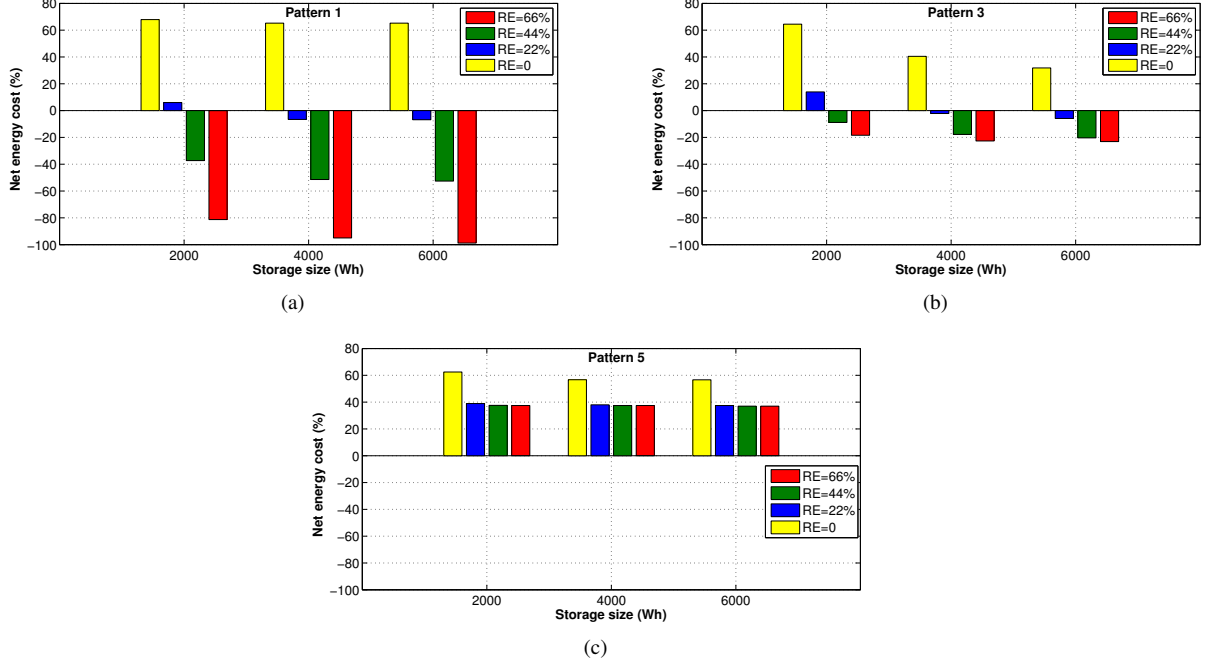 Pattern 1
80
60
40
20
0
−20
−40
−60
−80
−100
Net energy cost (%)
RE=66%
RE=44%
RE=22%
RE=0
2000
4000
6000
Storage size (Wh)
(a)
Pattern 3
80
60
40
20
0
−20
−40
−60
−80
−100
Net energy cost (%)
RE=66%
RE=44%
RE=22%
RE=0
2000
4000
6000
Storage size (Wh)
(b)
Pattern 5
80
60
40
20
0
−20
−40
−60
−80
−100
Net energy cost (%)
RE=66%
RE=44%
RE=22%
RE=0
2000
4000
6000
Storage size (Wh)
(c)